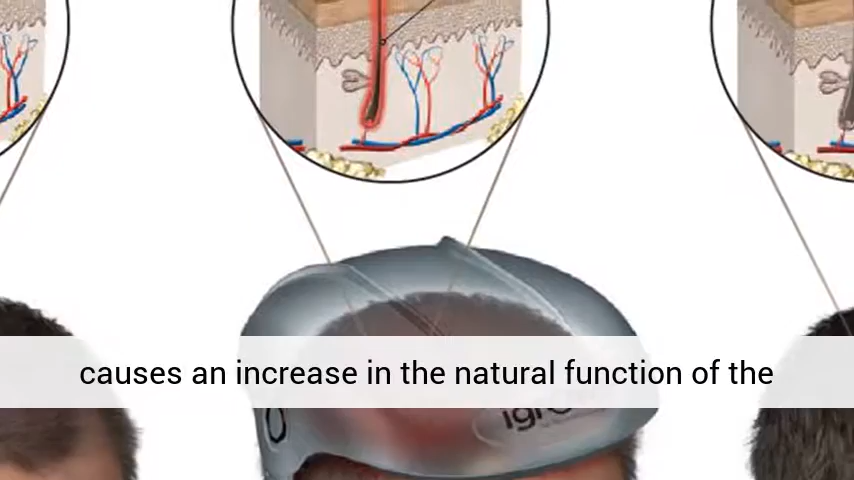 causes an increase in the natural function of the